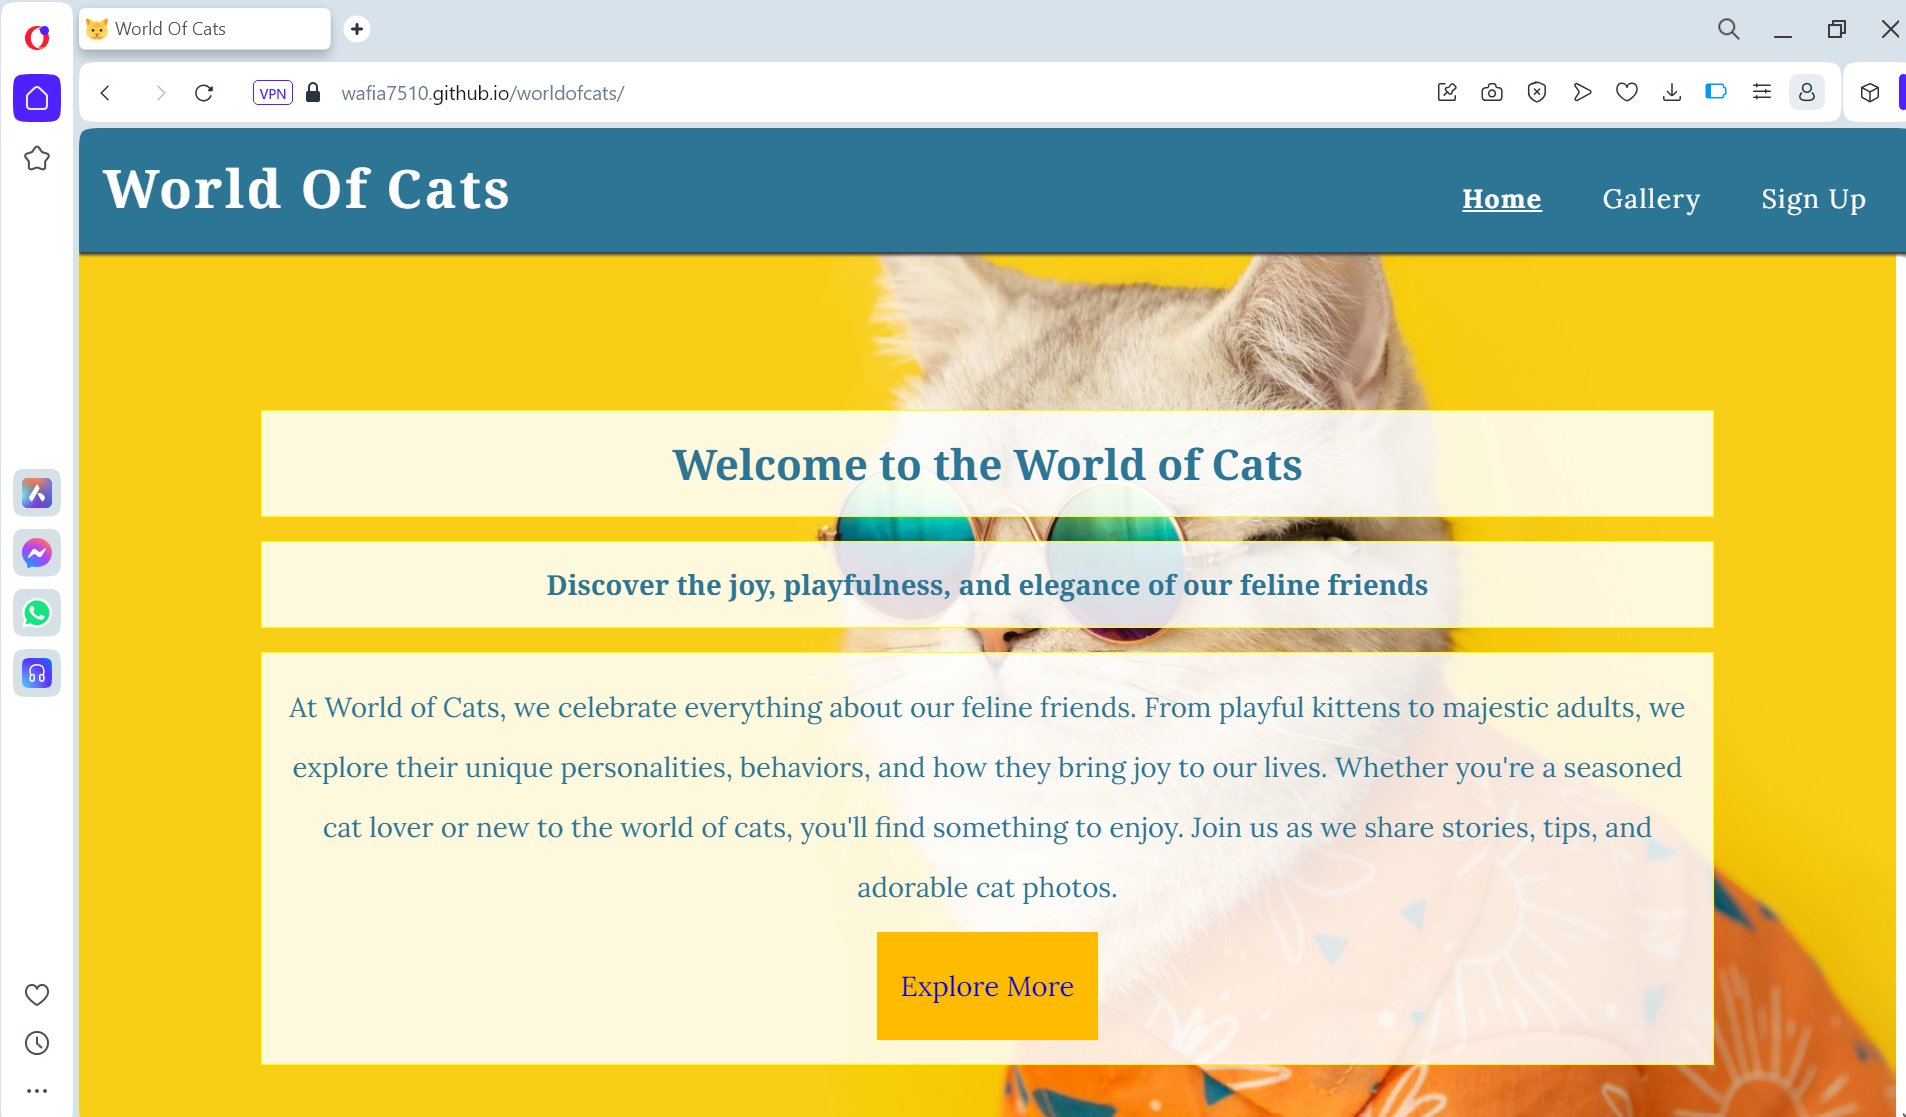 World Of Cats
VPN
wafia7510.github.io/worldofcats/
World Of Cats
Home
Gallery
Sign Up
Welcome to the World of Cats
Discover the joy, playfulness, and elegance of our feline friends
At World of Cats, we celebrate everything about our feline friends. From playful kittens to majestic adults, we
explore their unique personalities, behaviors, and how they bring joy to our lives. Whether you're a seasoned
cat lover or new to the world of cats, you'll find something to enjoy. Join us as we share stories, tips, and
adorable cat photos.
Explore More